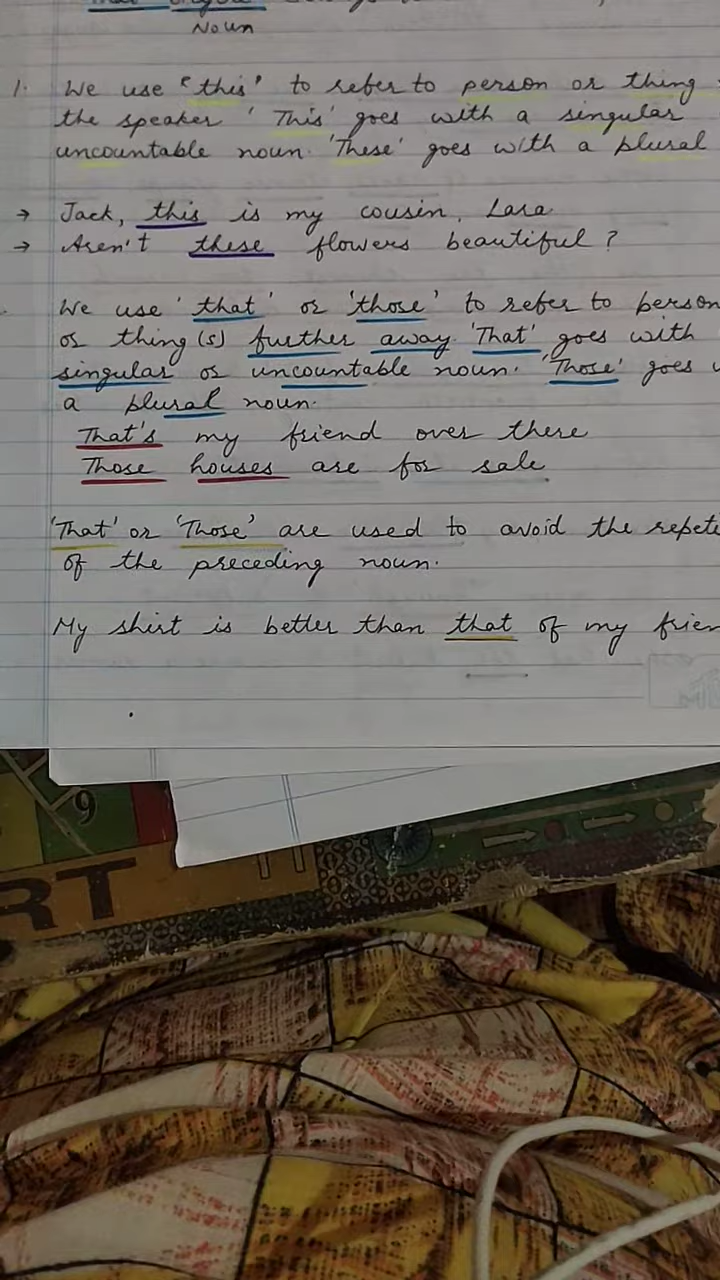 Noun
1. We use "this" to refer to person or thing
the speaker 'This' goes with a singular
uncountable noun. 'These' goes with a plural
→ Jack, this is my cousin, Lara
→ Aren't these flowers beautiful?
We use 'that' or 'those' to refer to person
or thing(s) further away. 'That' goes with
singular or uncountable noun. 'Those' goes
a plural noun.
That's my friend over there
Those houses are for sale.
'That' or 'Those' are used to avoid the repeti
of the preceding noun.
My shirt is better than that of my frien
9
RT